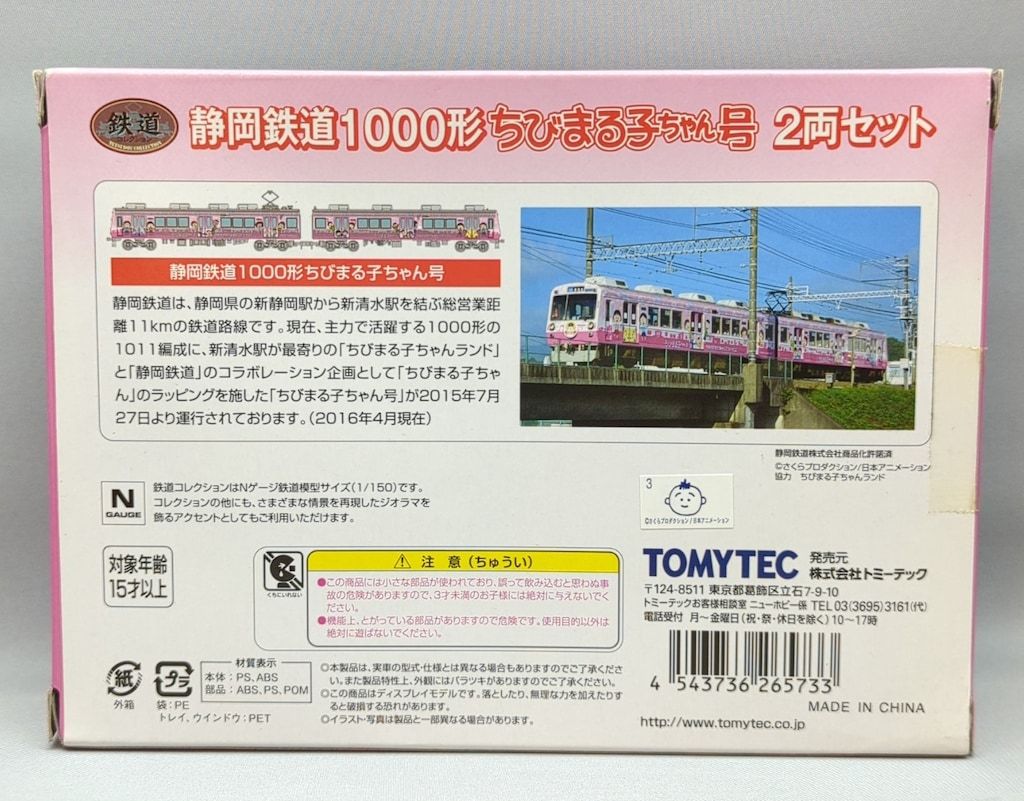 鉄道
TETSUDOU COLLECTION
静岡鉄道1000形ちびまる子ちゃん号 2両セット
静岡鉄道1000形ちびまる子ちゃん号
静岡鉄道は、静岡県の新静岡駅から新清水駅を結ぶ総営業距
離11kmの鉄道路線です。現在、主力で活躍する1000形の
1011編成に、新清水駅が最寄りの「ちびまる子ちゃんランド」
と「静岡鉄道」のコラボレーション企画として「ちびまる子ちゃ
ん」のラッピングを施した「ちびまる子ちゃん号」が2015年7月
27日より運行されております。(2016年4月現在)
静岡鉄道株式会社商品化許諾済
©さくらプロダクション/日本アニメーション
協力 ちびまる子ちゃんランド
N
GAUGE
鉄道コレクションはNゲージ鉄道模型サイズ(1/150)です。
コレクションの他にも、さまざまな情景を再現したジオラマを
飾るアクセントとしてもご利用いただけます。
3
©さくらプロダクション/日本アニメーション
対象年齢
15才以上
くちにいれない
注意(ちゅうい)
●この商品には小さな部品が使われており、誤って飲み込むと思わぬ事
故の危険がありますので、3才未満のお子様には絶対に与えないでく
ださい。
●機能上、とがっている部品がありますので危険です。使用目的以外は
絶対に遊ばないでください。
TOMYTEC 発売元
株式会社トミーテック
〒124-8511 東京都葛飾区立石7-9-10
トミーテックお客様相談室 ニューホビー係 TEL 03(3695)3161(代)
電話受付 月~金曜日(祝・祭・休日を除く)10~17時
4 543736 265733
MADE IN CHINA
http://www.tomytec.co.jp
紙
外箱
プラ
袋:PE
トレイ、ウインドウ:PET
材質表示
本体:PS,ABS
部品:ABS,PS,POM
◎本製品は、実車の型式・仕様とは異なる場合もありますのでご了承くださ
い。また製品特性上、外観にはバラツキがありますのでご了承ください。
◎この商品はディスプレイモデルです。落としたり、無理な力を加えたりす
ると破損する恐れがあります。
◎イラスト・写真は製品と一部異なる場合があります。